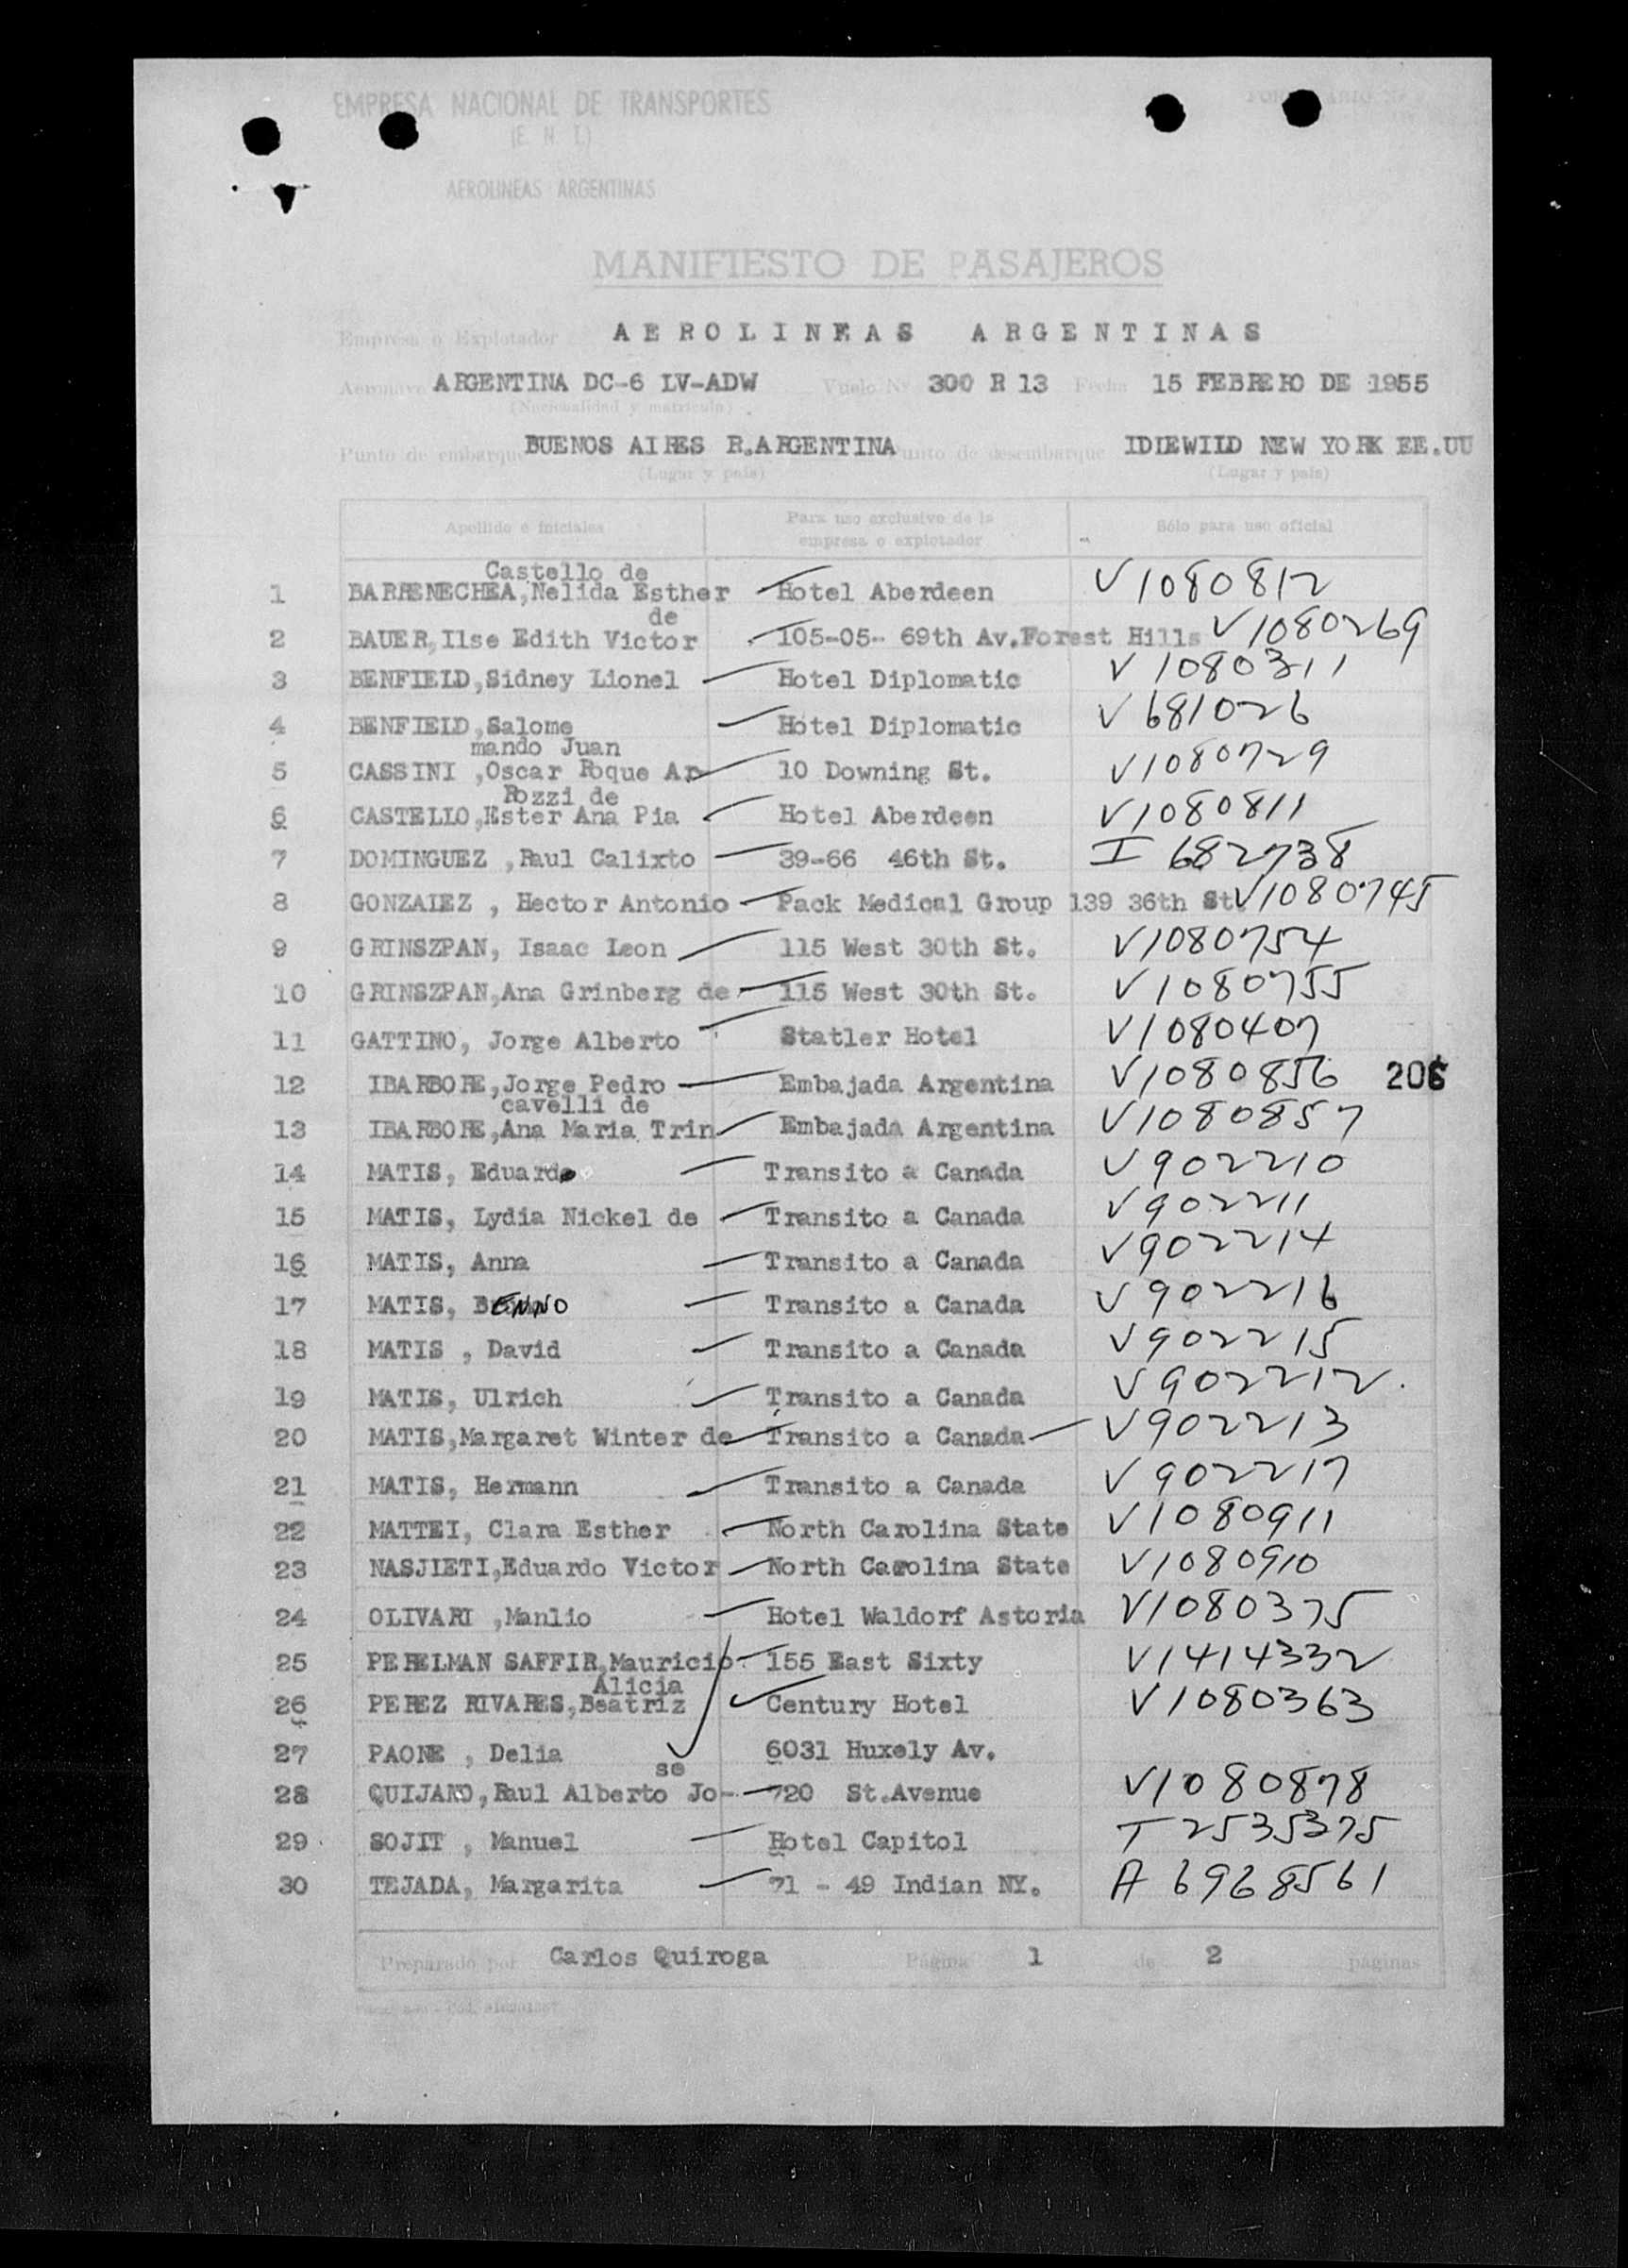 EMPRESA NACIONAL DE TRANSPORTES
(E. N. T.)
AEROLINEAS ARGENTINAS
MANIFIESTO DE PASAJEROS
Empresa o Explotador AEROLINEAS ARGENTINAS
Aeronave ARGENTINA DC-6 LV-ADW Vuelo Nº 300 R 13 Fecha 15 FEBRERO DE 1955
(Nacionalidad y matrícula)
Punto de embarque BUENOS AIRES R.ARGENTINA Punto de desembarque IDLEWILD NEW YORK EE.UU
(Lugar y país) (Lugar y país)
Apellido e iniciales Para uso exclusivo de la empresa o explotador Sólo para uso oficial
Castello de
1 BARRENECHEA,Nelida Esther Hotel Aberdeen V1080812
de
2 BAUER,Ilse Edith Victor 105-05- 69th Av.Forest Hills V1080269
3 BENFIELD,Sidney Lionel Hotel Diplomatic V1080311
4 BENFIELD,Salome Hotel Diplomatic V681026
mando Juan
5 CASSINI ,Oscar Roque Ar 10 Downing St. V1080729
Rozzi de
6 CASTELLO,Ester Ana Pia Hotel Aberdeen V1080811
7 DOMINGUEZ ,Raul Calixto 39-66 46th St. I 682738
8 GONZALEZ , Hector Antonio Pack Medical Group 139 36th St. V1080745
9 GRINSZPAN, Isaac Leon 115 West 30th St. V1080754
10 GRINSZPAN,Ana Grinberg de 115 West 30th St. V1080755
11 GATTINO, Jorge Alberto Statler Hotel V1080407
12 IBARBORE,Jorge Pedro Embajada Argentina V1080856 206
cavelli de
13 IBARBORE,Ana Maria Trin Embajada Argentina V1080857
14 MATIS, Eduard Transito a Canada V902210
15 MATIS, Lydia Nickel de Transito a Canada V902211
16 MATIS, Anna Transito a Canada V902214
17 MATIS, BENNO Transito a Canada V902216
18 MATIS , David Transito a Canada V902215
19 MATIS, Ulrich Transito a Canada V902212.
20 MATIS,Margaret Winter de Transito a Canada V902213
21 MATIS, Hermann Transito a Canada V902217
22 MATTEI, Clara Esther North Carolina State V1080911
23 NASJLETI,Eduardo Victor North Carolina State V1080910
24 OLIVARI ,Manlio Hotel Waldorf Astoria V1080375
25 PERELMAN SAFFIR,Mauricio 155 East Sixty V1414332
Alicia
26 PEREZ RIVARES,Beatriz Century Hotel V1080363
27 PAONE , Delia 6031 Huxely Av.
se
28 QUIJANO,Raul Alberto Jo- 720 St.Avenue V1080878
29 SOJIT , Manuel Hotel Capitol T 2535375
30 TEJADA, Margarita 71 - 49 Indian NY. A 6968561
Preparado por Carlos Quiroga Página 1 de 2 páginas